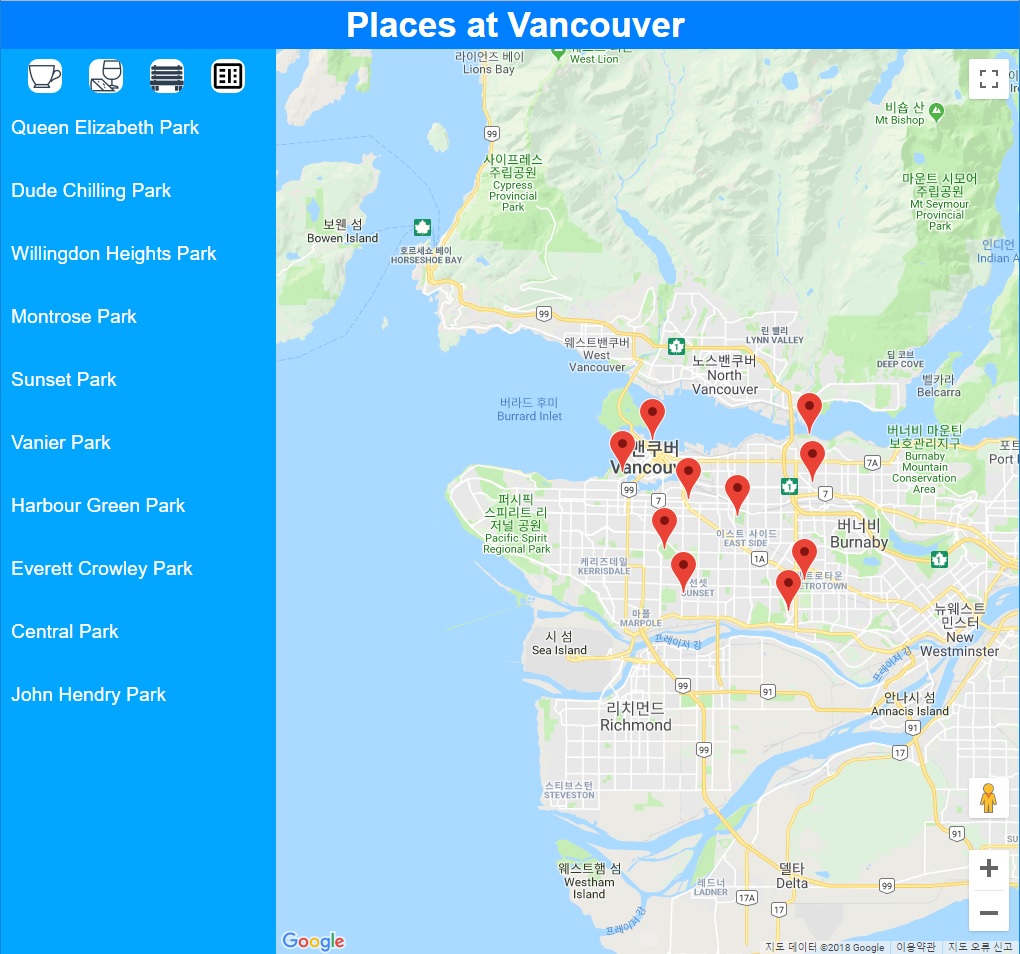 Places at Vancouver
Queen Elizabeth Park
Dude Chilling Park
Willingdon Heights Park
Montrose Park
Sunset Park
Vanier Park
Harbour Green Park
Everett Crowley Park
Central Park
John Hendry Park
라이언즈 베이
Lions Bay
West Lion
99
비숍 산
Mt Bishop
사이프레스
주립공원
Cypress
Provincial
Park
마운트 시모어
주립공원
Mt Seymour
Provincial
Park
보웬 섬
Bowen Island
호르세쇼 베이
HORSESHOE BAY
인디언
Indian A
99
린 밸리
LYNN VALLEY
웨스트밴쿠버
West
Vancouver
1
노스밴쿠버
North
Vancouver
딥 코브
DEEP COVE
벨카라
Belcarra
버라드 후미
Burrard Inlet
버너비 마운틴
보호관리지구
Burnaby
Mountain
Conservation
Area
포트
Port
밴쿠버
Vancouv
7A
99
7
1
7
퍼시픽
스피리트 리
저널 공원
Pacific Spirit
Regional Park
이스트 사이드
EAST SIDE
버너비
Burnaby
케리즈데일
KERRISDALE
1A
1
트로타운
ETROTOWN
선셋
SUNSET
마폴
MARPOLE
뉴웨스트
민스터
New
Westminster
시 섬
Sea Island
프레이저 강
프레이저 강
99
91
안나시 섬
Annacis Island
리치먼드
Richmond
91
99
17
스티브스턴
STEVESTON
91
SU
웨스트햄 섬
Westham
Island
델타
Delta
레드너
LADNER
99
17A
17
프레이저 강
Google
지도 데이터 ©2018 Google
이용약관
지도 오류 신고